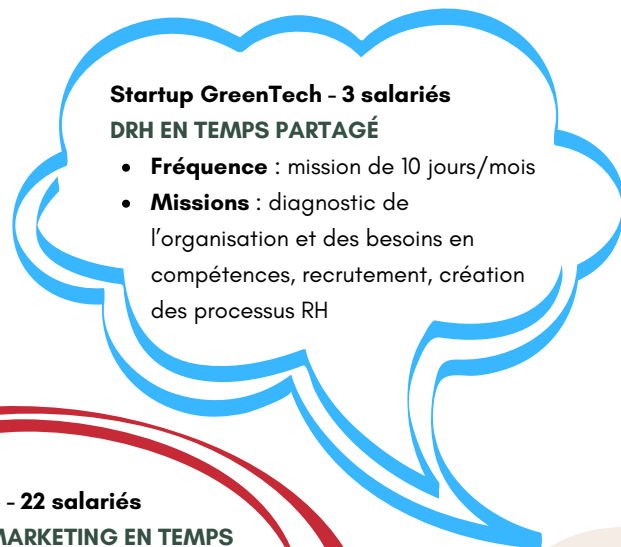 Startup GreenTech - 3 salariés
DRH EN TEMPS PARTAGÉ
• Fréquence : mission de 10 jours/mois
• Missions : diagnostic de
l'organisation et des besoins en
compétences, recrutement, création
des processus RH
- 22 salariés
MARKETING EN TEMPS